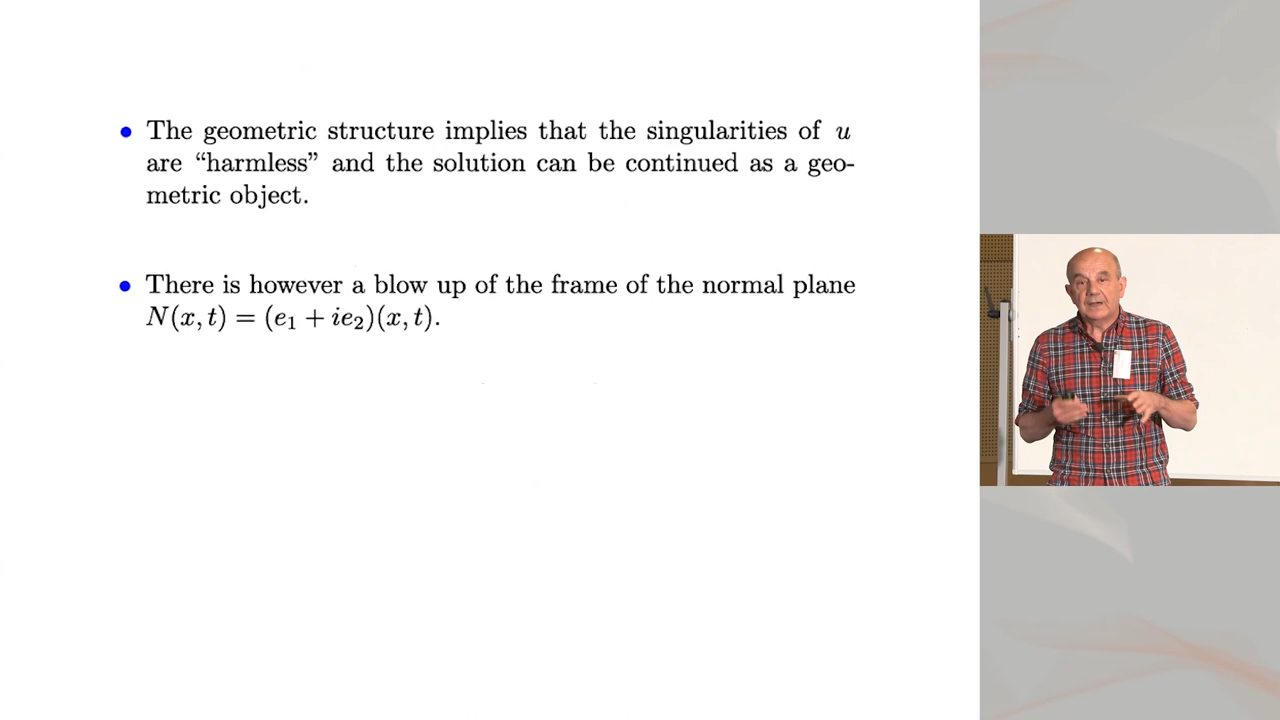 • The geometric structure implies that the singularities of u
are “harmless” and the solution can be continued as a geo-
metric object.
• There is however a blow up of the frame of the normal plane
N(x, t) = (e₁ + ie₂)(x, t).